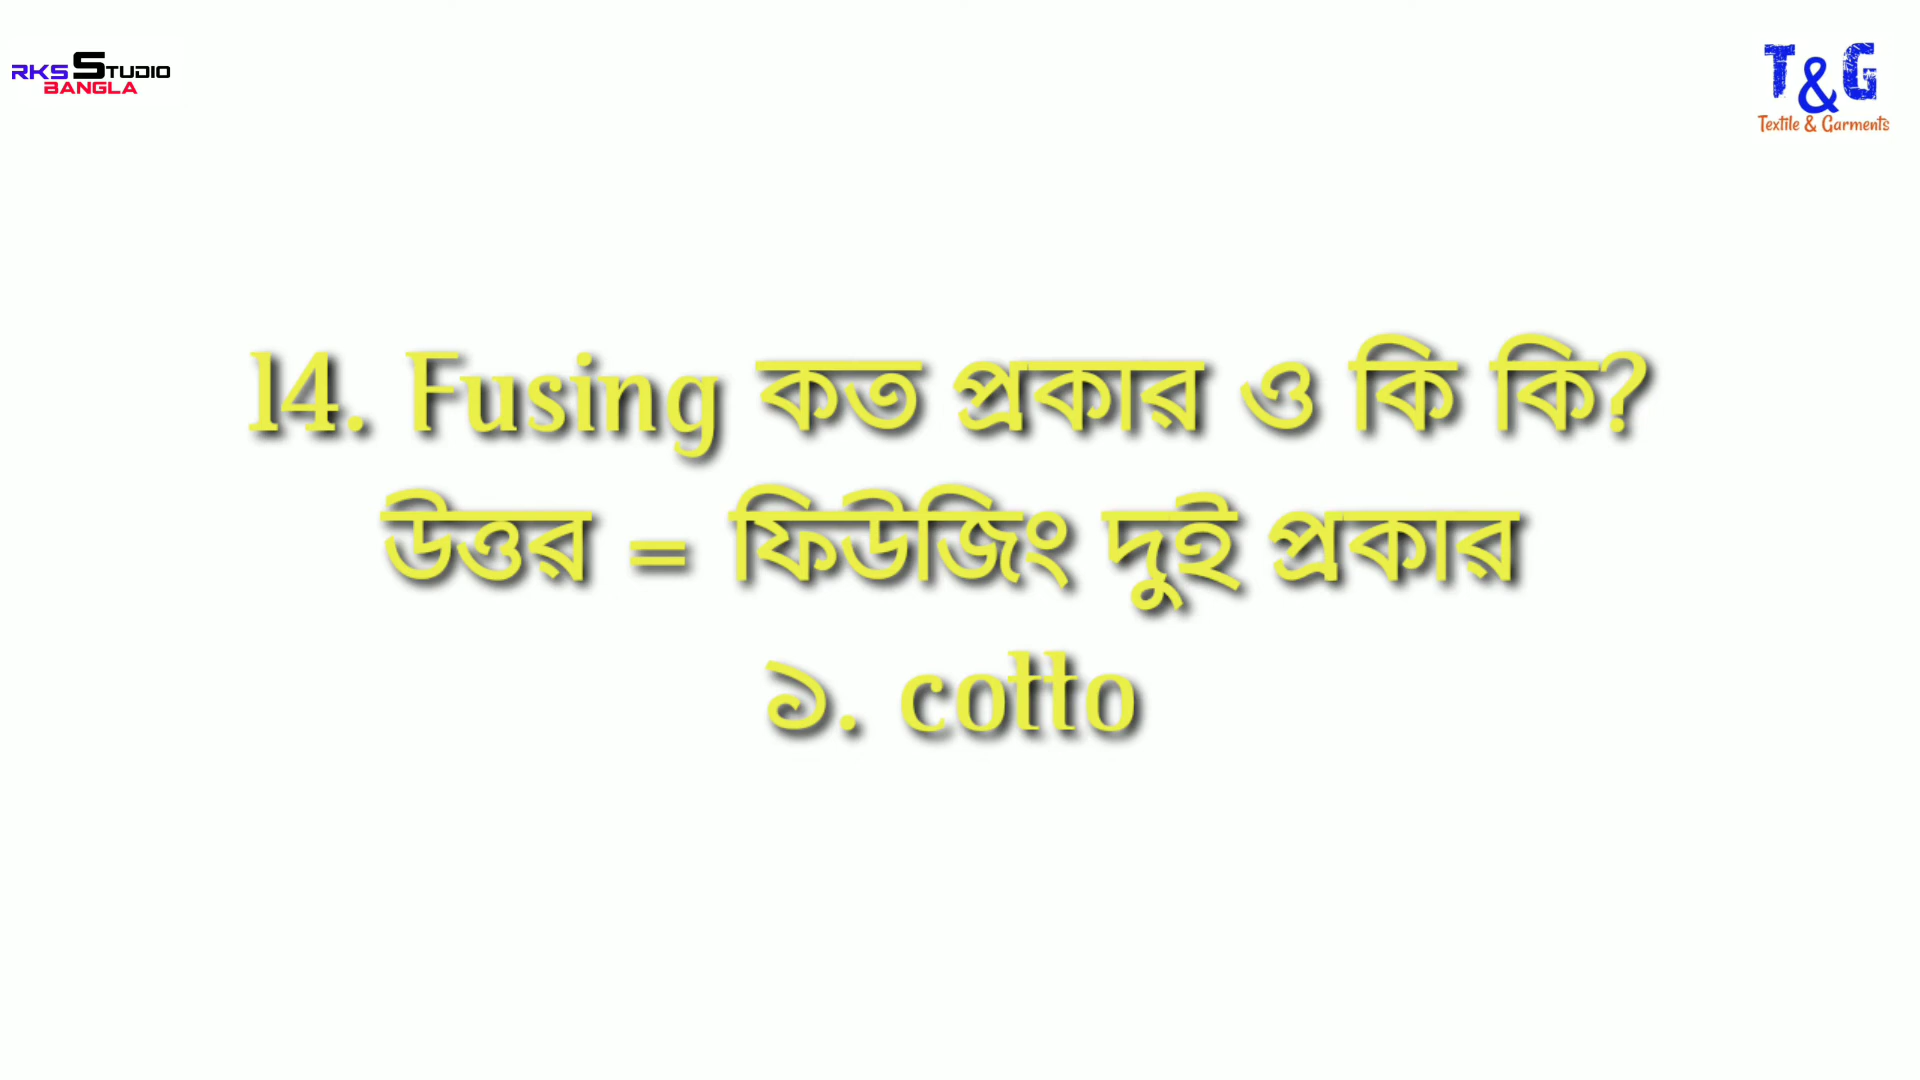 RKS STUDIO
BANGLA
T&G
Textile & Garments
14. Fusing কত প্রকার ও কি কি?
উত্তর = ফিউজিং দুই প্রকার
১. cotto